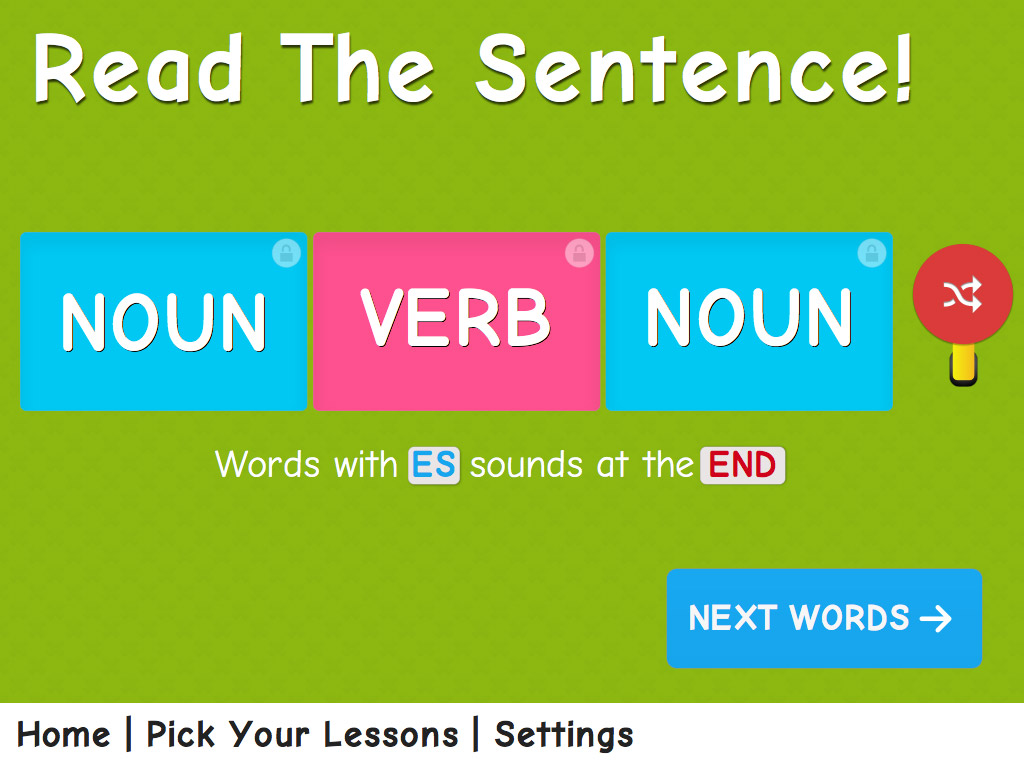 Read The Sentence!
NOUN VERB NOUN
Words with ES sounds at the END
NEXT WORDS →
Home | Pick Your Lessons | Settings